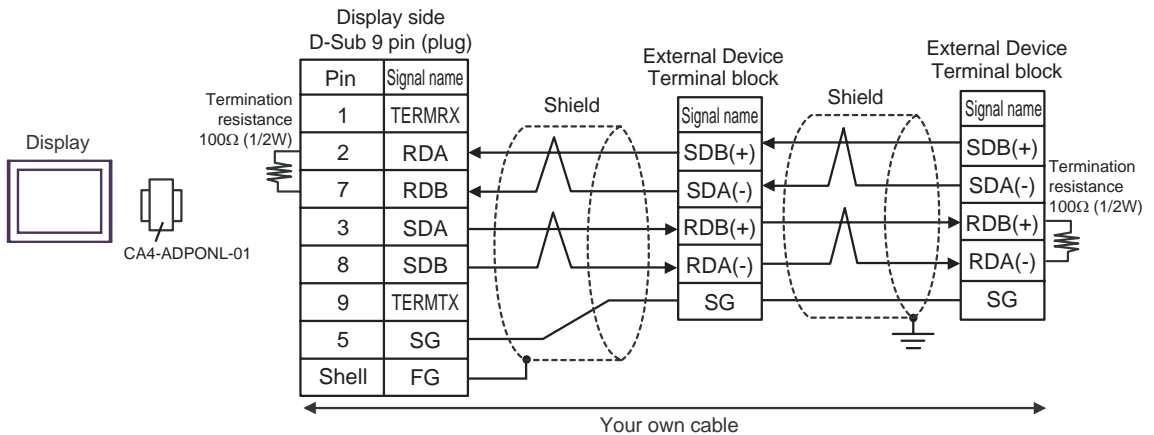 Display side
D-Sub 9 pin (plug)
External Device
Terminal block
External Device
Terminal block
Display
CA4-ADPONL-01
Termination
resistance
100Ω (1/2W)
Pin Signal name
1 TERMRX
2 RDA
7 RDB
3 SDA
8 SDB
9 TERMTX
5 SG
Shell FG
Shield
Signal name
SDB(+)
SDA(-)
RDB(+)
RDA(-)
SG
Shield
Signal name
SDB(+)
SDA(-)
RDB(+)
RDA(-)
SG
Termination
resistance
100Ω (1/2W)
Your own cable